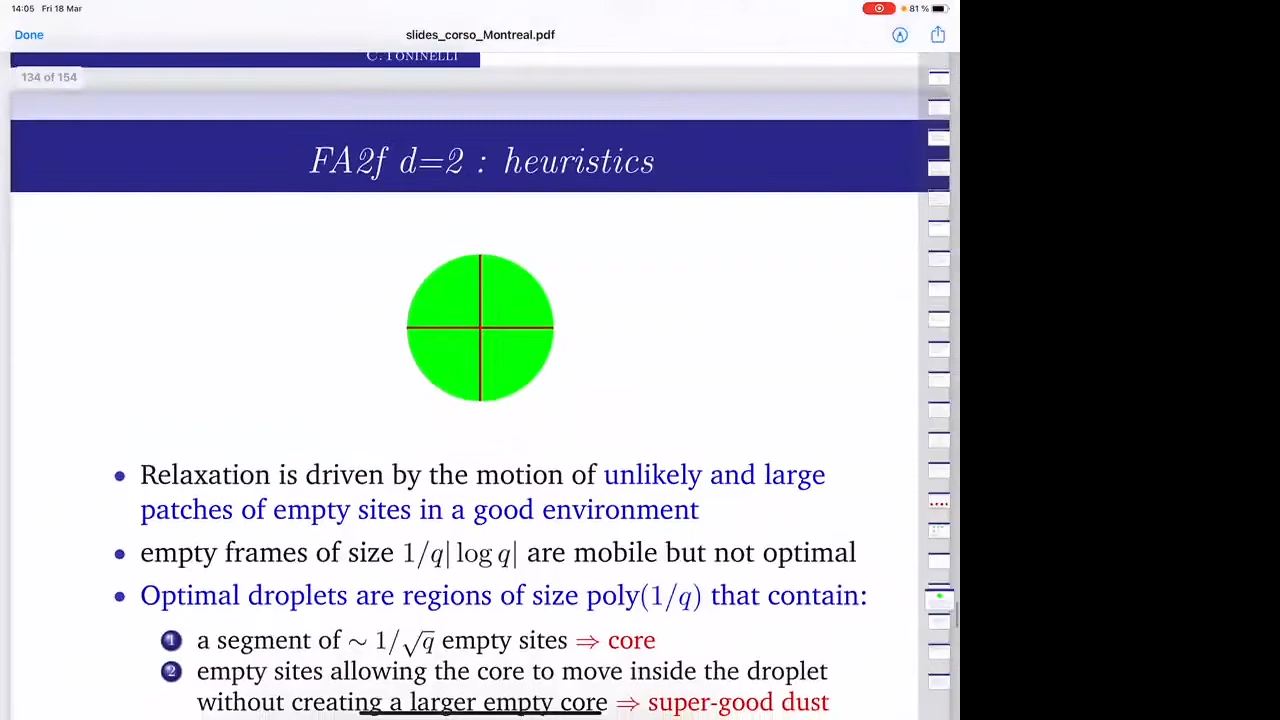 14:05 Fri 18 Mar
81 %
Done
slides_corso_Montreal.pdf
C. TONINELLI
134 of 154
FA2f d=2 : heuristics
• Relaxation is driven by the motion of unlikely and large
patches of empty sites in a good environment
• empty frames of size 1/q| log q| are mobile but not optimal
• Optimal droplets are regions of size poly(1/q) that contain:
1 a segment of ∼ 1/√q empty sites ⇒ core
2 empty sites allowing the core to move inside the droplet
without creating a larger empty core ⇒ super-good dust